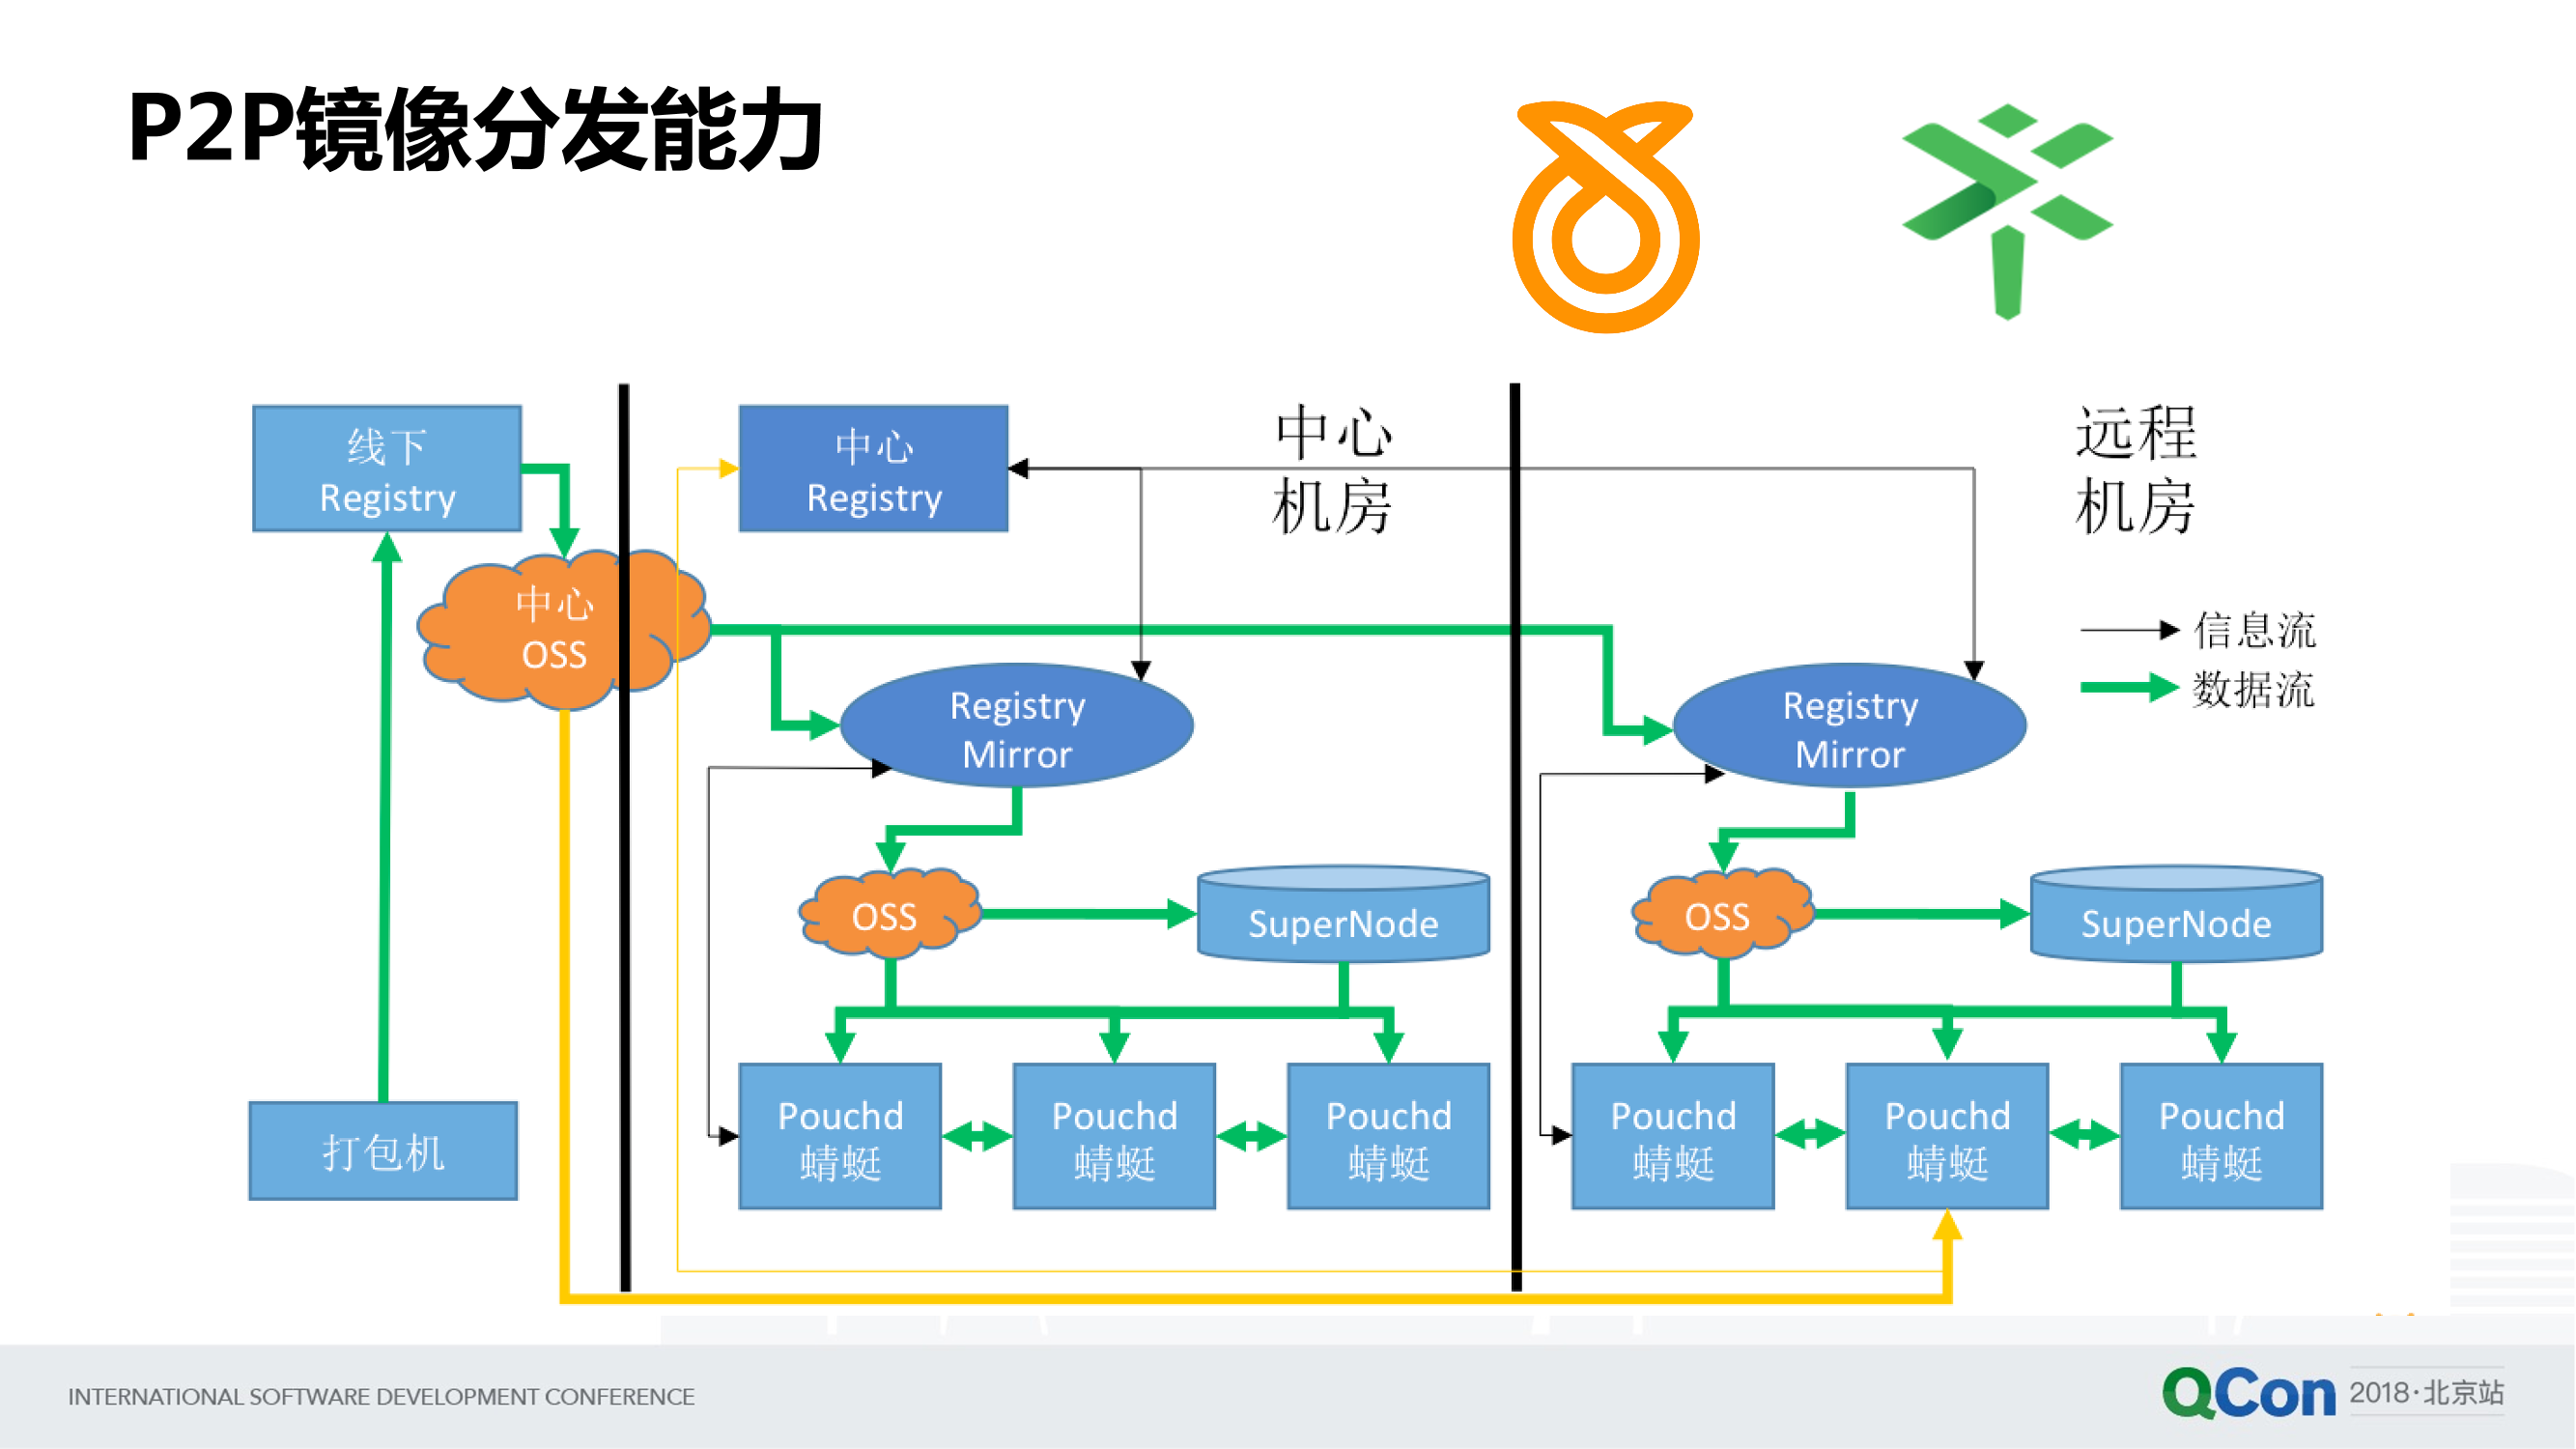 P2P镜像分发能力
线下
Registry
中心
Registry
中心
机房
远程
机房
中心
OSS
信息流
数据流
Registry
Mirror
Registry
Mirror
OSS
SuperNode
OSS
SuperNode
Pouchd
蜻蜓
Pouchd
蜻蜓
Pouchd
蜻蜓
Pouchd
蜻蜓
Pouchd
蜻蜓
Pouchd
蜻蜓
打包机
INTERNATIONAL SOFTWARE DEVELOPMENT CONFERENCE
QCon 2018·北京站